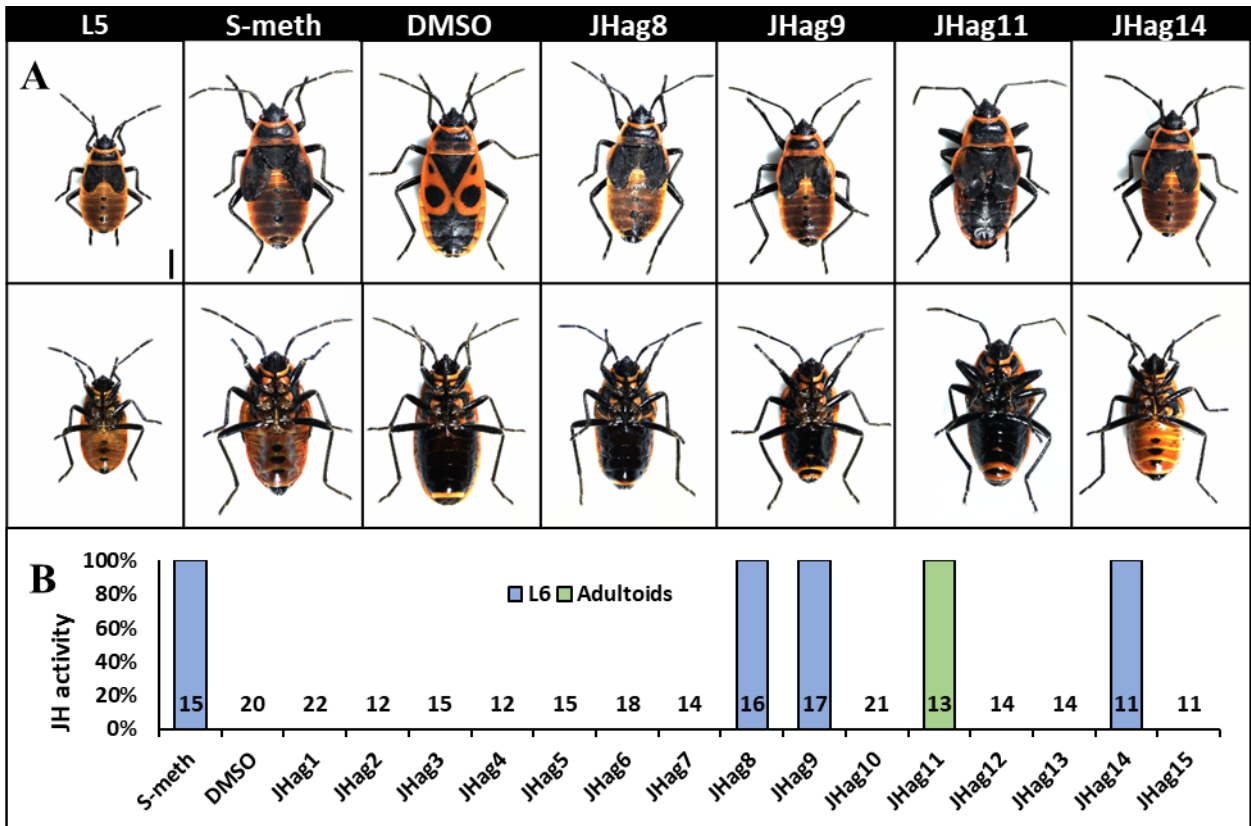 L5 S-meth DMSO JHag8 JHag9 JHag11 JHag14
A
B
100%
80%
60%
40%
20%
0%
JH activity
L6 Adultoids
15 20 22 12 15 12 15 18 14 16 17 21 13 14 14 11 11
S-meth DMSO JHag1 JHag2 JHag3 JHag4 JHag5 JHag6 JHag7 JHag8 JHag9 JHag10 JHag11 JHag12 JHag13 JHag14 JHag15